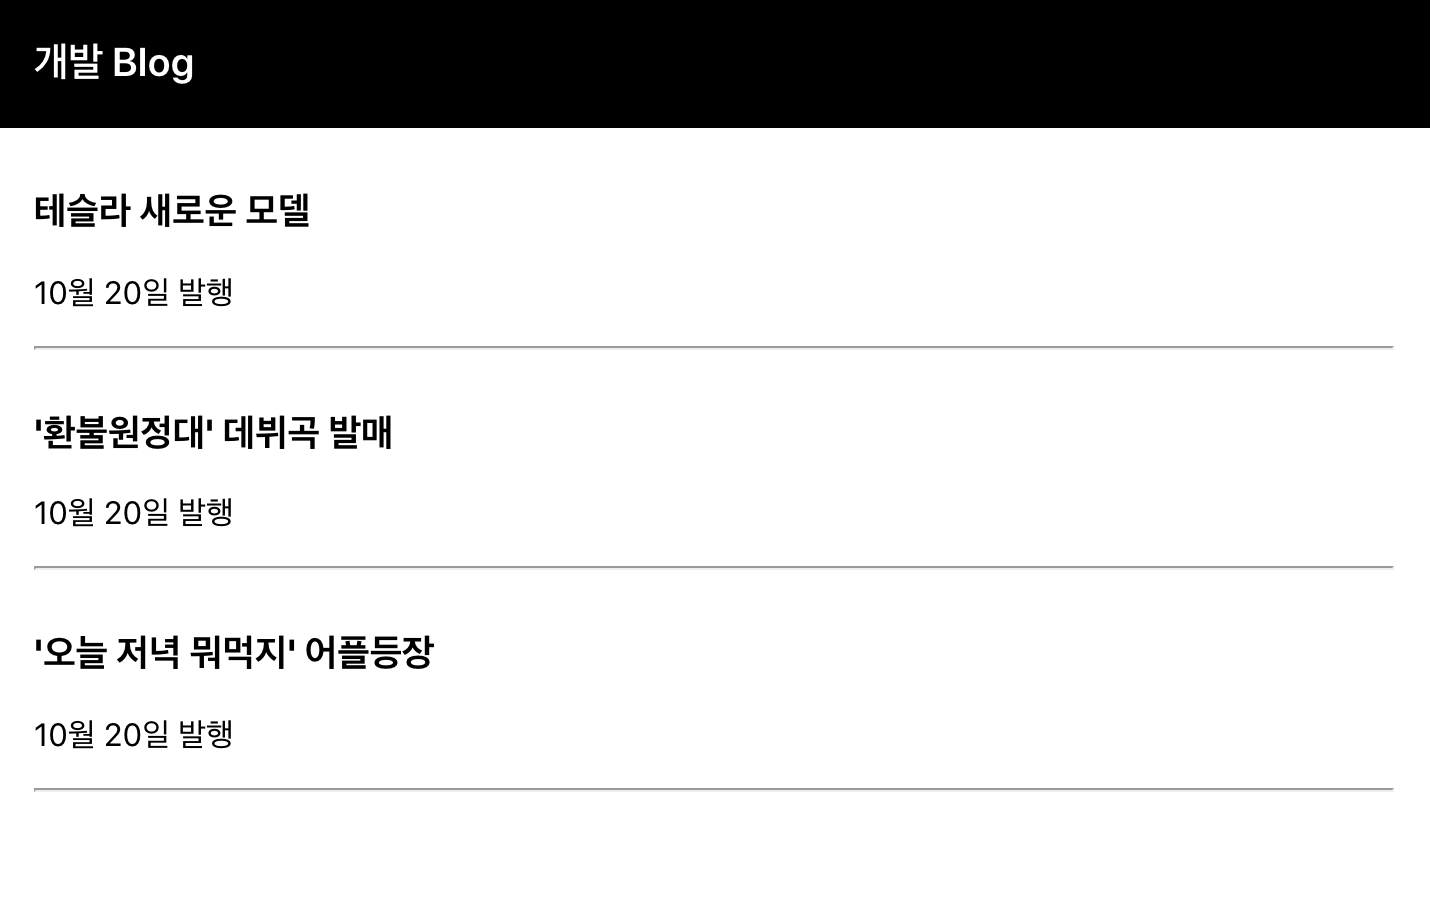 개발 Blog
테슬라 새로운 모델
10월 20일 발행
'환불원정대' 데뷔곡 발매
10월 20일 발행
'오늘 저녁 뭐먹지' 어플등장
10월 20일 발행